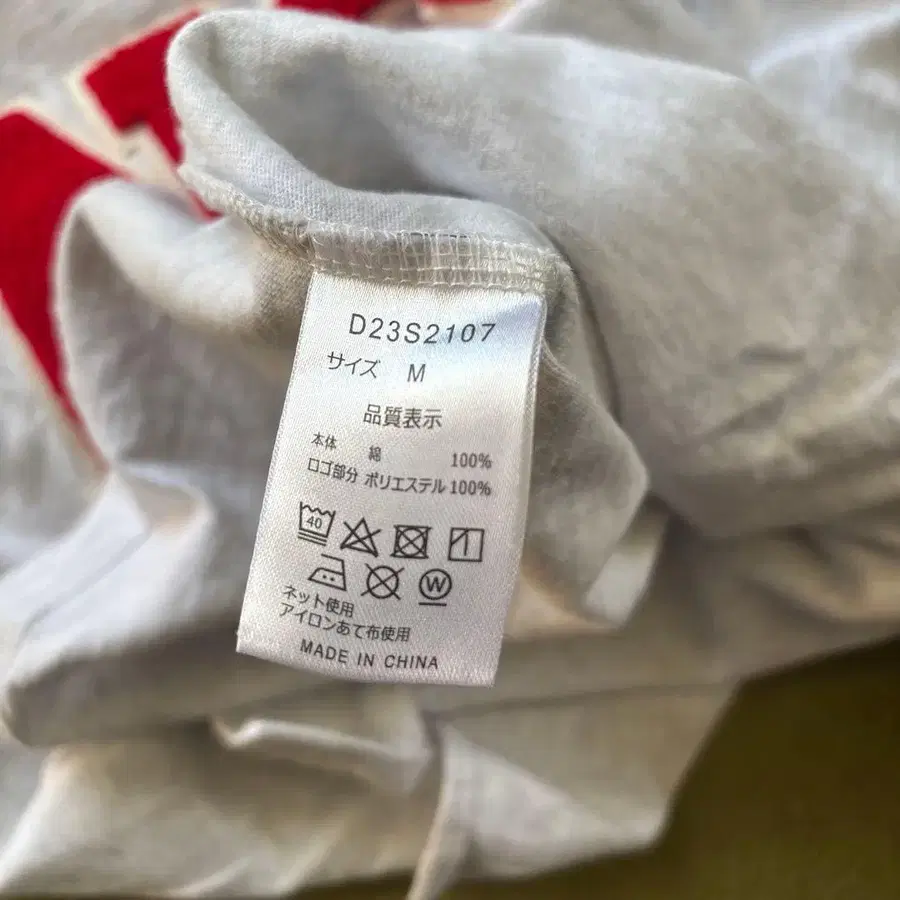 D23S2107
サイズ M
品質表示
本体 綿 100%
ロゴ部分 ポリエステル 100%
40
W
ネット使用
アイロンあて布使用
MADE IN CHINA